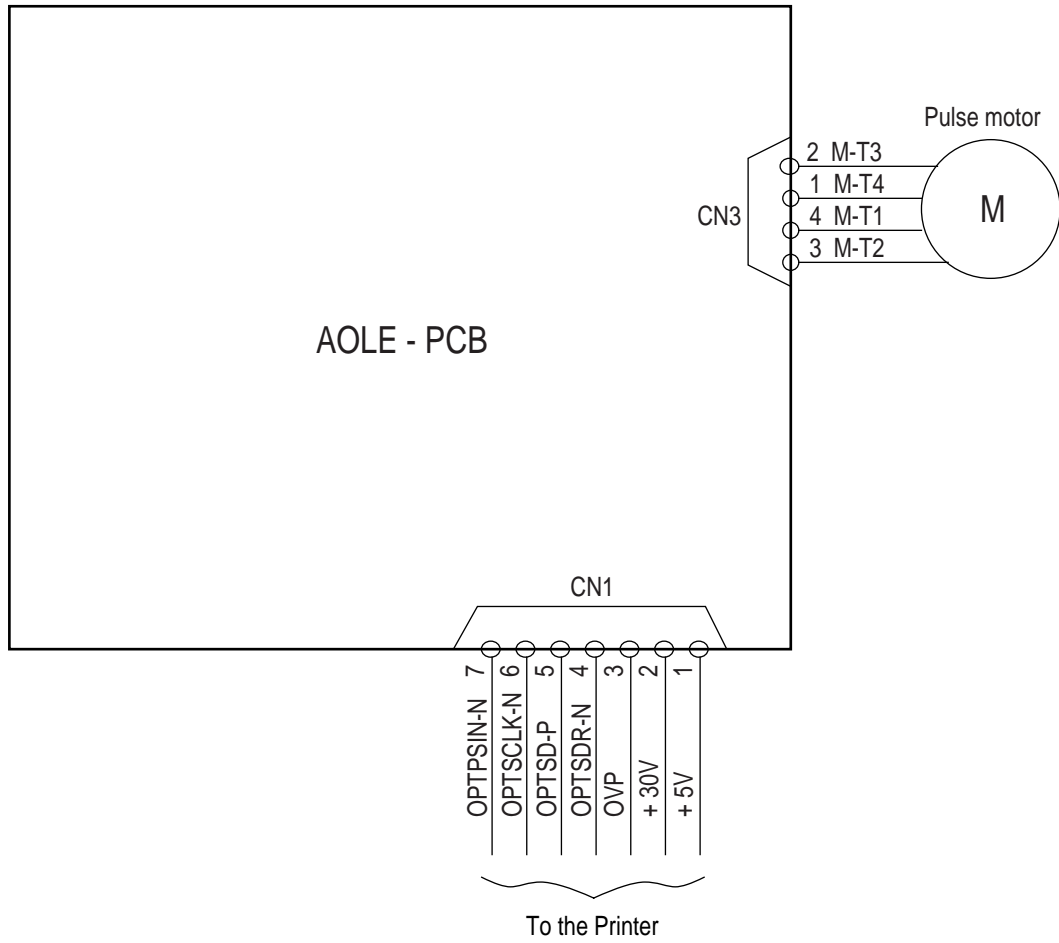 Pulse motor
2 M-T3
1 M-T4
4 M-T1
3 M-T2
CN3
M
AOLE - PCB
CN1
7 OPTPSIN-N
6 OPTSCLK-N
5 OPTSD-P
4 OPTSDR-N
3 OVP
2 + 30V
1 + 5V
To the Printer